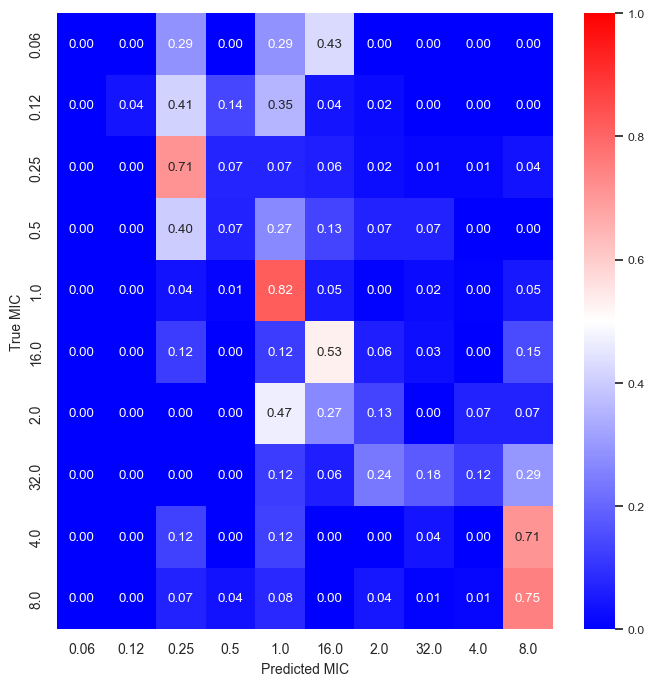 0.06 0.00 0.00 0.29 0.00 0.29 0.43 0.00 0.00 0.00 0.00
0.12 0.00 0.04 0.41 0.14 0.35 0.04 0.02 0.00 0.00 0.00
0.25 0.00 0.00 0.71 0.07 0.07 0.06 0.02 0.01 0.01 0.04
0.5 0.00 0.00 0.40 0.07 0.27 0.13 0.07 0.07 0.00 0.00
1.0 0.00 0.00 0.04 0.01 0.82 0.05 0.00 0.02 0.00 0.05
16.0 0.00 0.00 0.12 0.00 0.12 0.53 0.06 0.03 0.00 0.15
2.0 0.00 0.00 0.00 0.00 0.47 0.27 0.13 0.00 0.07 0.07
32.0 0.00 0.00 0.00 0.00 0.12 0.06 0.24 0.18 0.12 0.29
4.0 0.00 0.00 0.12 0.00 0.12 0.00 0.00 0.04 0.00 0.71
8.0 0.00 0.00 0.07 0.04 0.08 0.00 0.04 0.01 0.01 0.75
0.06 0.12 0.25 0.5 1.0 16.0 2.0 32.0 4.0 8.0
Predicted MIC
True MIC
1.0
0.8
0.6
0.4
0.2
0.0